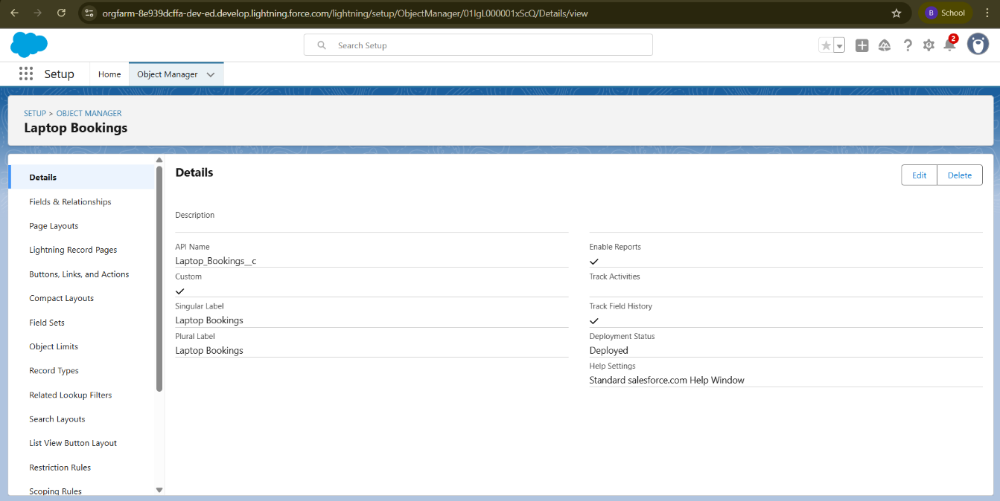 orgfarm-8e939dcffa-dev-ed.develop.lightning.force.com/lightning/setup/ObjectManager/01IgL000001xScQ/Details/view
B School
Search Setup
2
Setup Home Object Manager
SETUP > OBJECT MANAGER
Laptop Bookings
Details
Fields & Relationships
Page Layouts
Lightning Record Pages
Buttons, Links, and Actions
Compact Layouts
Field Sets
Object Limits
Record Types
Related Lookup Filters
Search Layouts
List View Button Layout
Restriction Rules
Scoping Rules
Details
Edit Delete
Description
API Name
Laptop_Bookings__c
Custom
Singular Label
Laptop Bookings
Plural Label
Laptop Bookings
Enable Reports
Track Activities
Track Field History
Deployment Status
Deployed
Help Settings
Standard salesforce.com Help Window